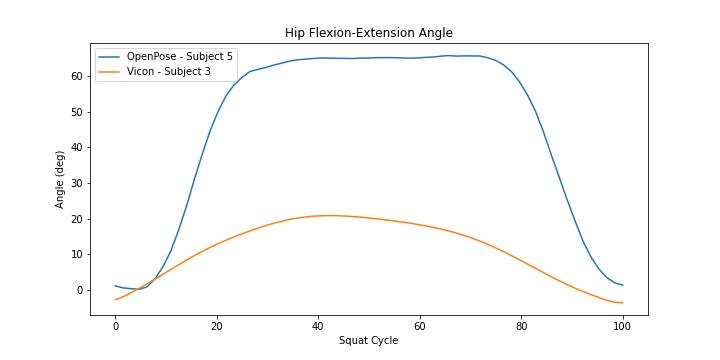 Hip Flexion-Extension Angle
OpenPose - Subject 5
Vicon - Subject 3
Angle (deg)
60
50
40
30
20
10
0
0 20 40 60 80 100
Squat Cycle